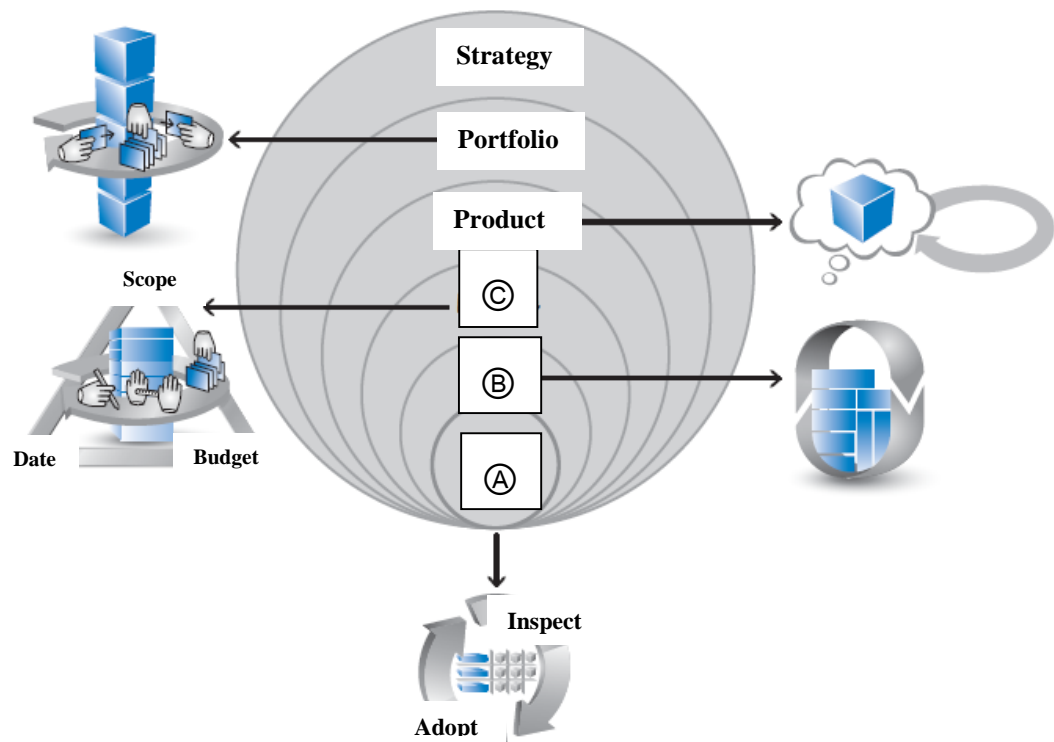 Strategy
Portfolio
Product
Scope
Ⓒ
Ⓑ
Date
Budget
Ⓐ
Inspect
Adopt